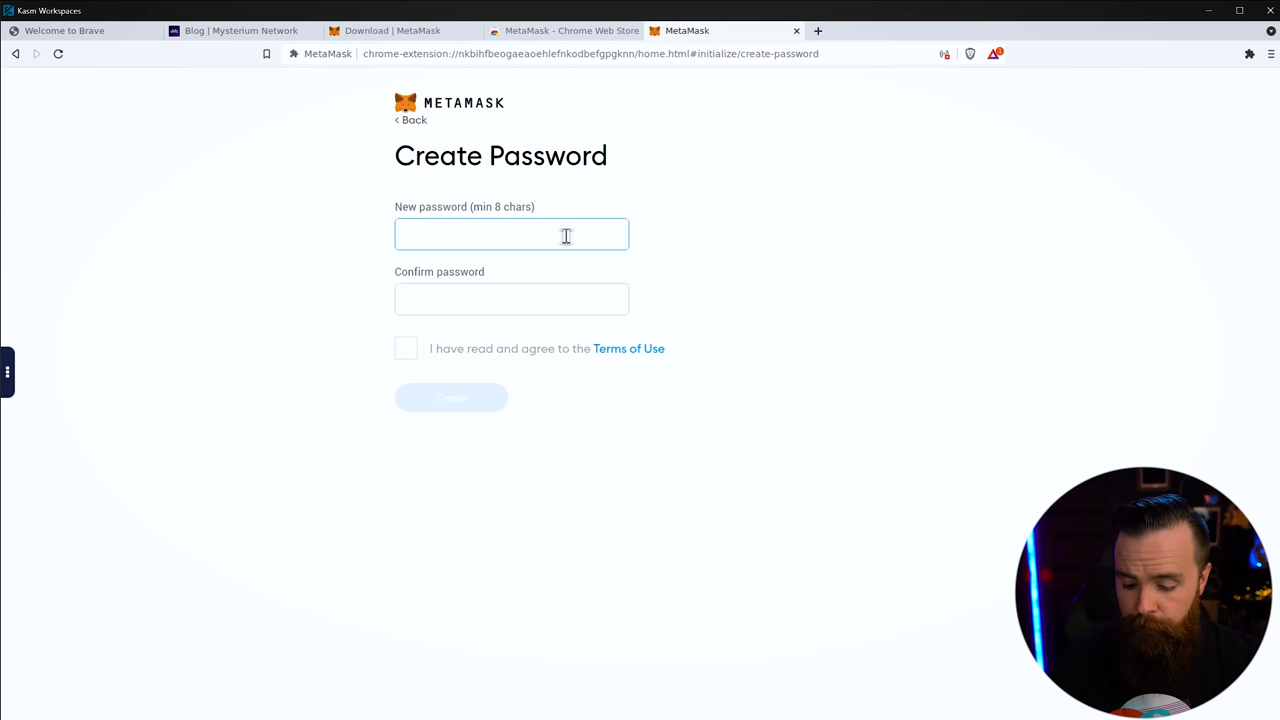 Kasm Workspaces
Welcome to Brave
Blog | Mysterium Network
Download | MetaMask
MetaMask - Chrome Web Store
MetaMask
MetaMask
chrome-extension://nkbihfbeogaeaoehlefnkodbefgpgknn/home.html#initialize/create-password
1
METAMASK
< Back
Create Password
New password (min 8 chars)
Confirm password
I have read and agree to the Terms of Use
Create